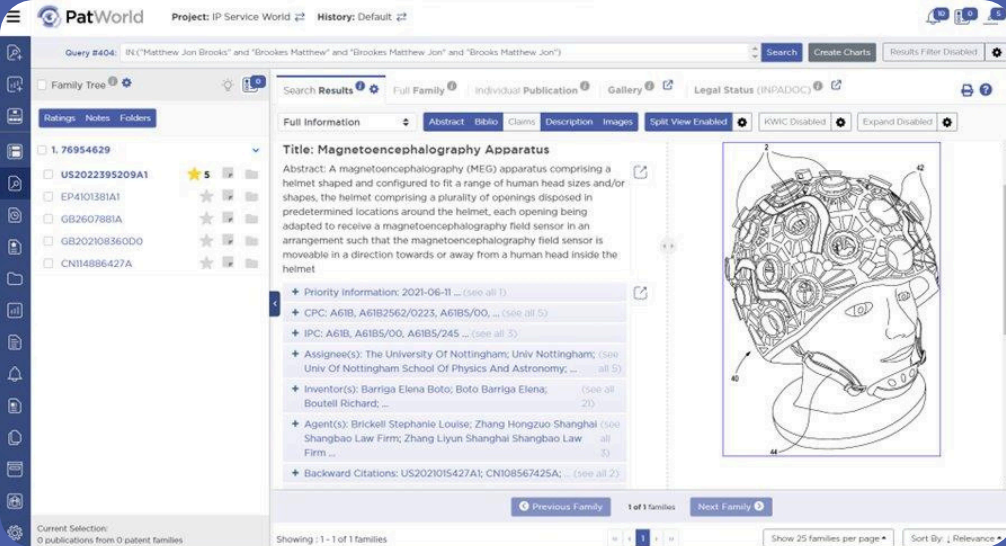 PatWorld
Project: IP Service World
History: Default
10
0
5
Query #404: IN:("Matthew Jon Brooks" and "Brookes Matthew" and "Brookes Matthew Jon" and "Brooks Matthew Jon")
Search
Create Charts
Results Filter Disabled
Family Tree
0
Search Results
Full Family
Individual Publication
Gallery
Legal Status (INPADOC)
Ratings Notes Folders
Full Information
Abstract Biblio Claims Description Images
Split View Enabled
KWIC Disabled
Expand Disabled
1. 76954629
US2022395209A1
5
EP4101381A1
GB2607881A
GB202108360D0
CN114886427A
Title: Magnetoencephalography Apparatus
Abstract: A magnetoencephalography (MEG) apparatus comprising a
helmet shaped and configured to fit a range of human head sizes and/or
shapes, the helmet comprising a plurality of openings disposed in
predetermined locations around the helmet, each opening being
adapted to receive a magnetoencephalography field sensor in an
arrangement such that the magnetoencephalography field sensor is
moveable in a direction towards or away from a human head inside the
helmet
+ Priority Information: 2021-06-11 ... (see all 1)
+ CPC: A61B, A61B2562/0223, A61B5/00, ... (see all 5)
+ IPC: A61B, A61B5/00, A61B5/245 ... (see all 3)
+ Assignee(s): The University Of Nottingham; Univ Nottingham; (see
Univ Of Nottingham School Of Physics And Astronomy; ... all 5)
+ Inventor(s): Barriga Elena Boto; Boto Barriga Elena; (see all
Boutell Richard; ... 21)
+ Agent(s): Brickell Stephanie Louise; Zhang Hongzuo Shanghai (see
Shangbao Law Firm; Zhang Liyun Shanghai Shangbao Law all
Firm ... 3)
+ Backward Citations: US2021015427A1; CN108567425A; ... (see all 2)
2
42
40
44
Previous Family
1 of 1 families
Next Family
Current Selection:
0 publications from 0 patent families
Showing : 1 - 1 of 1 families
1
Show 25 families per page
Sort By: ↓ Relevance